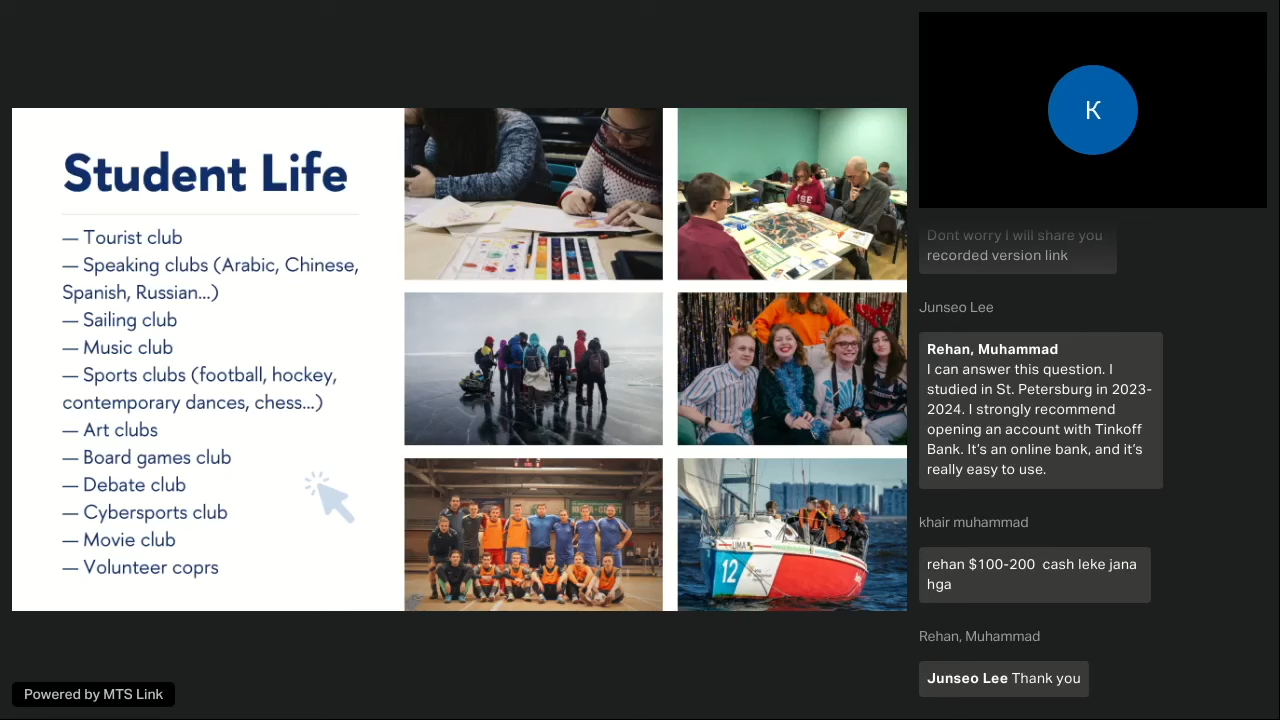 Student Life
— Tourist club
— Speaking clubs (Arabic, Chinese,
Spanish, Russian...)
— Sailing club
— Music club
— Sports clubs (football, hockey,
contemporary dances, chess...)
— Art clubs
— Board games club
— Debate club
— Cybersports club
— Movie club
— Volunteer coprs
12
Powered by MTS Link
K
Dont worry I will share you
recorded version link
Junseo Lee
Rehan, Muhammad
I can answer this question. I
studied in St. Petersburg in 2023-
2024. I strongly recommend
opening an account with Tinkoff
Bank. It’s an online bank, and it’s
really easy to use.
khair muhammad
rehan $100-200 cash leke jana
hga
Rehan, Muhammad
Junseo Lee Thank you